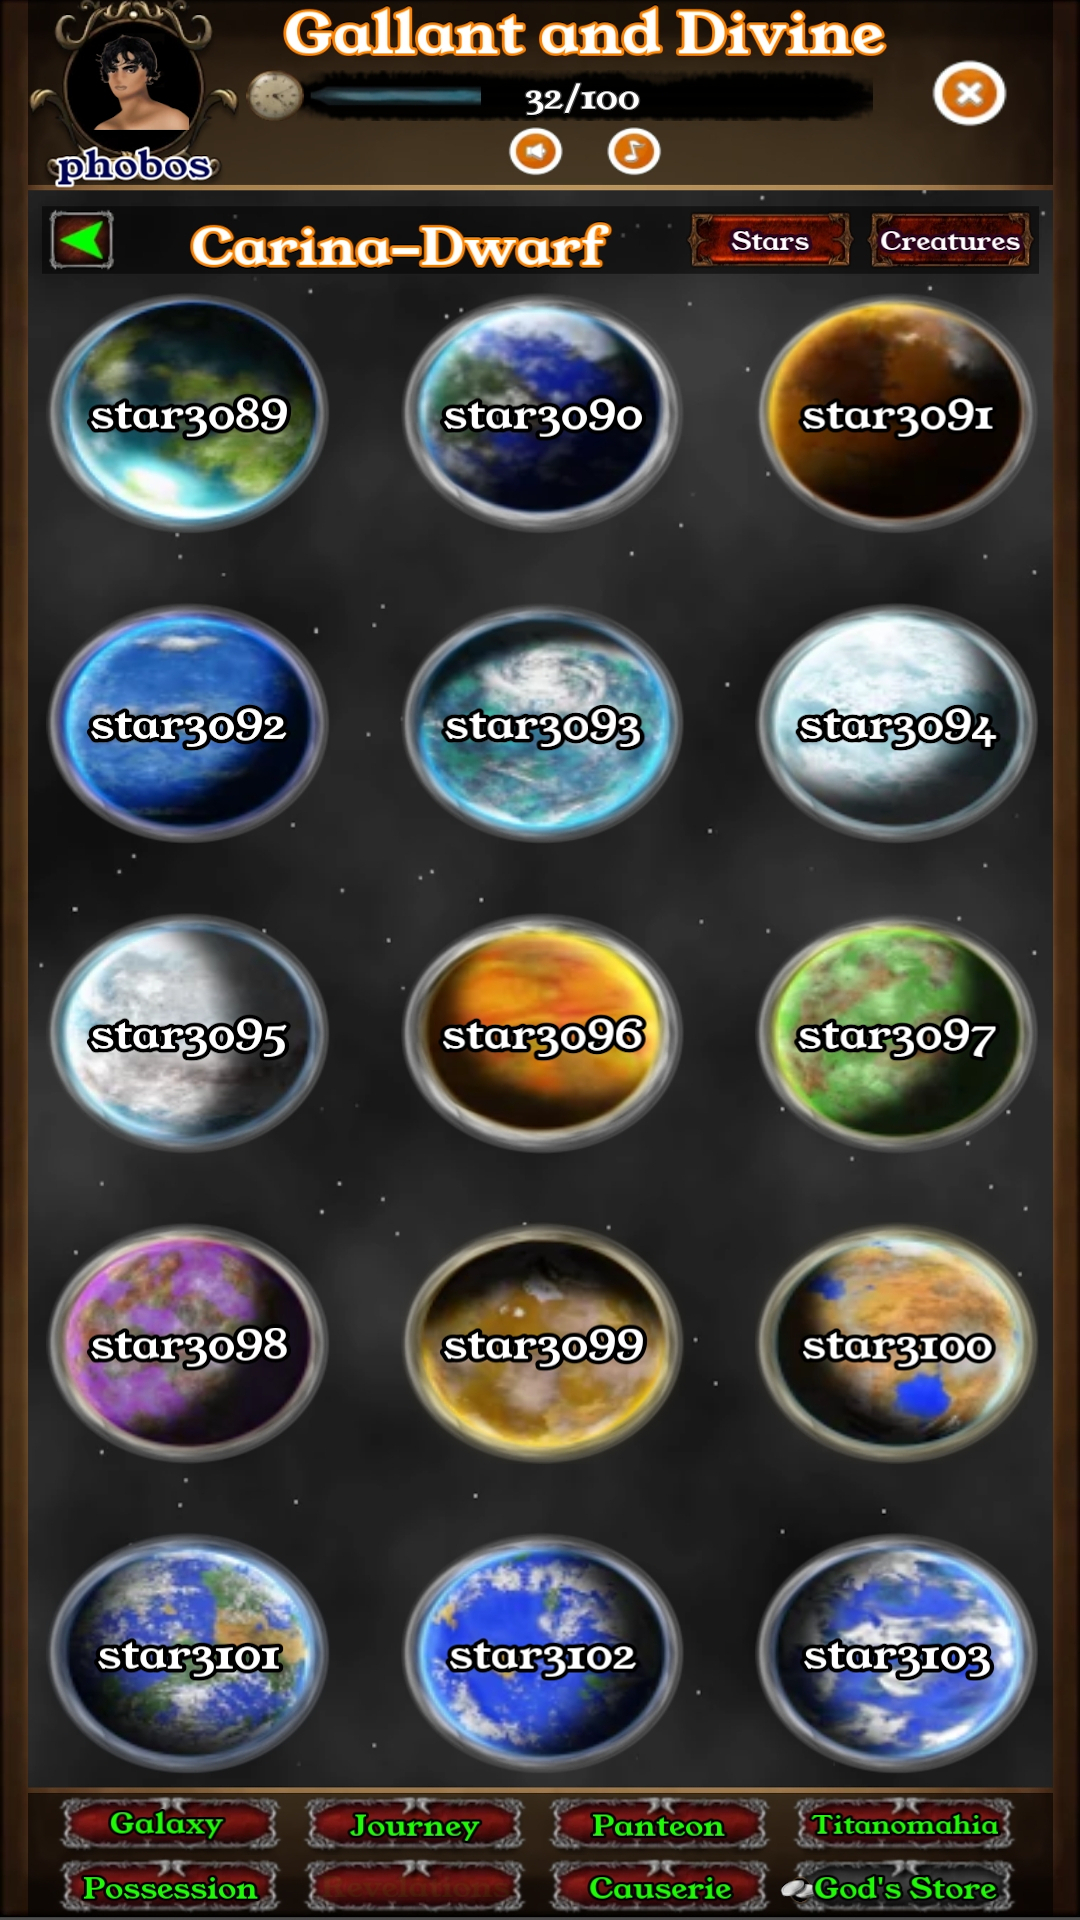 Gallant and Divine
32/100
phobos
Carina-Dwarf
Stars
Creatures
star3089
star3090
star3091
star3092
star3093
star3094
star3095
star3096
star3097
star3098
star3099
star3100
star3101
star3102
star3103
Galaxy
Journey
Panteon
Titanomahia
Possession
Revelations
Causerie
God's Store